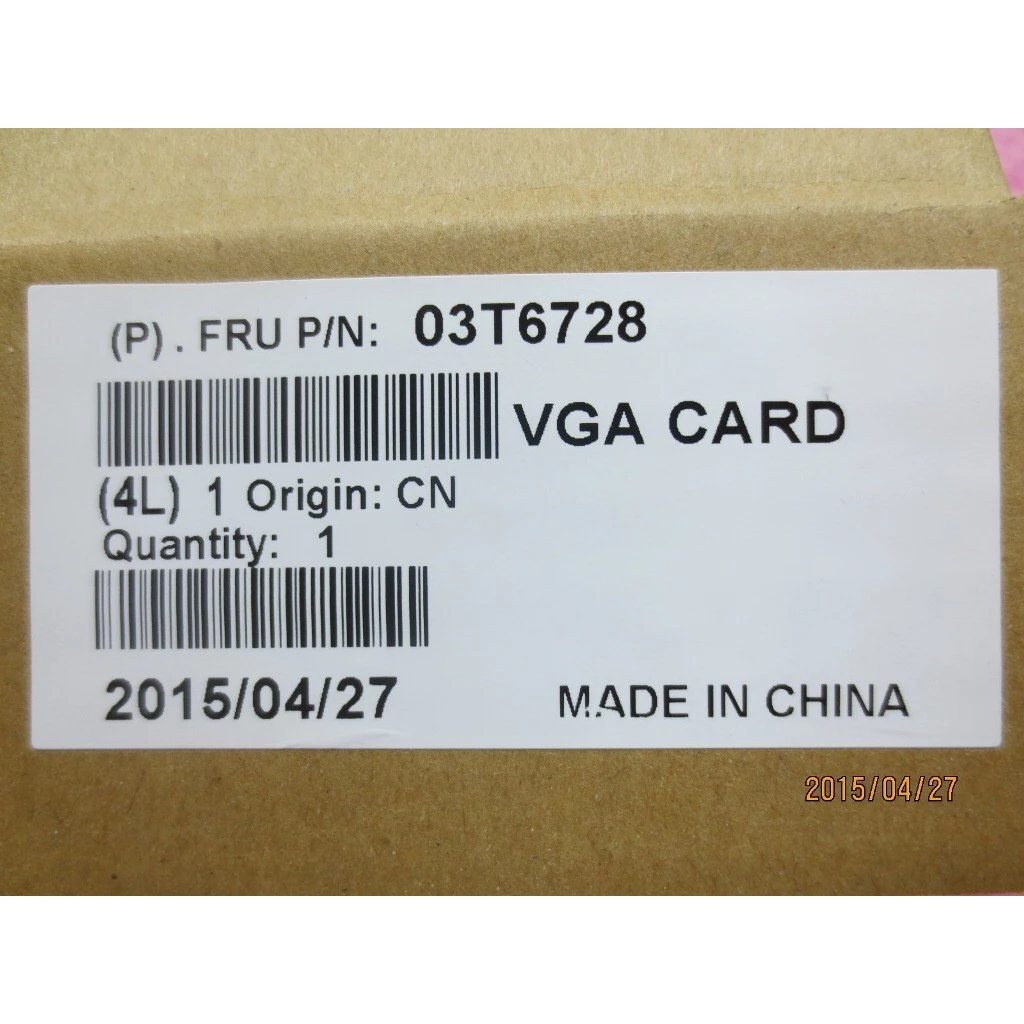 (P) . FRU P/N: 03T6728
VGA CARD
(4L) 1 Origin: CN
Quantity: 1
2015/04/27
MADE IN CHINA
2015/04/27